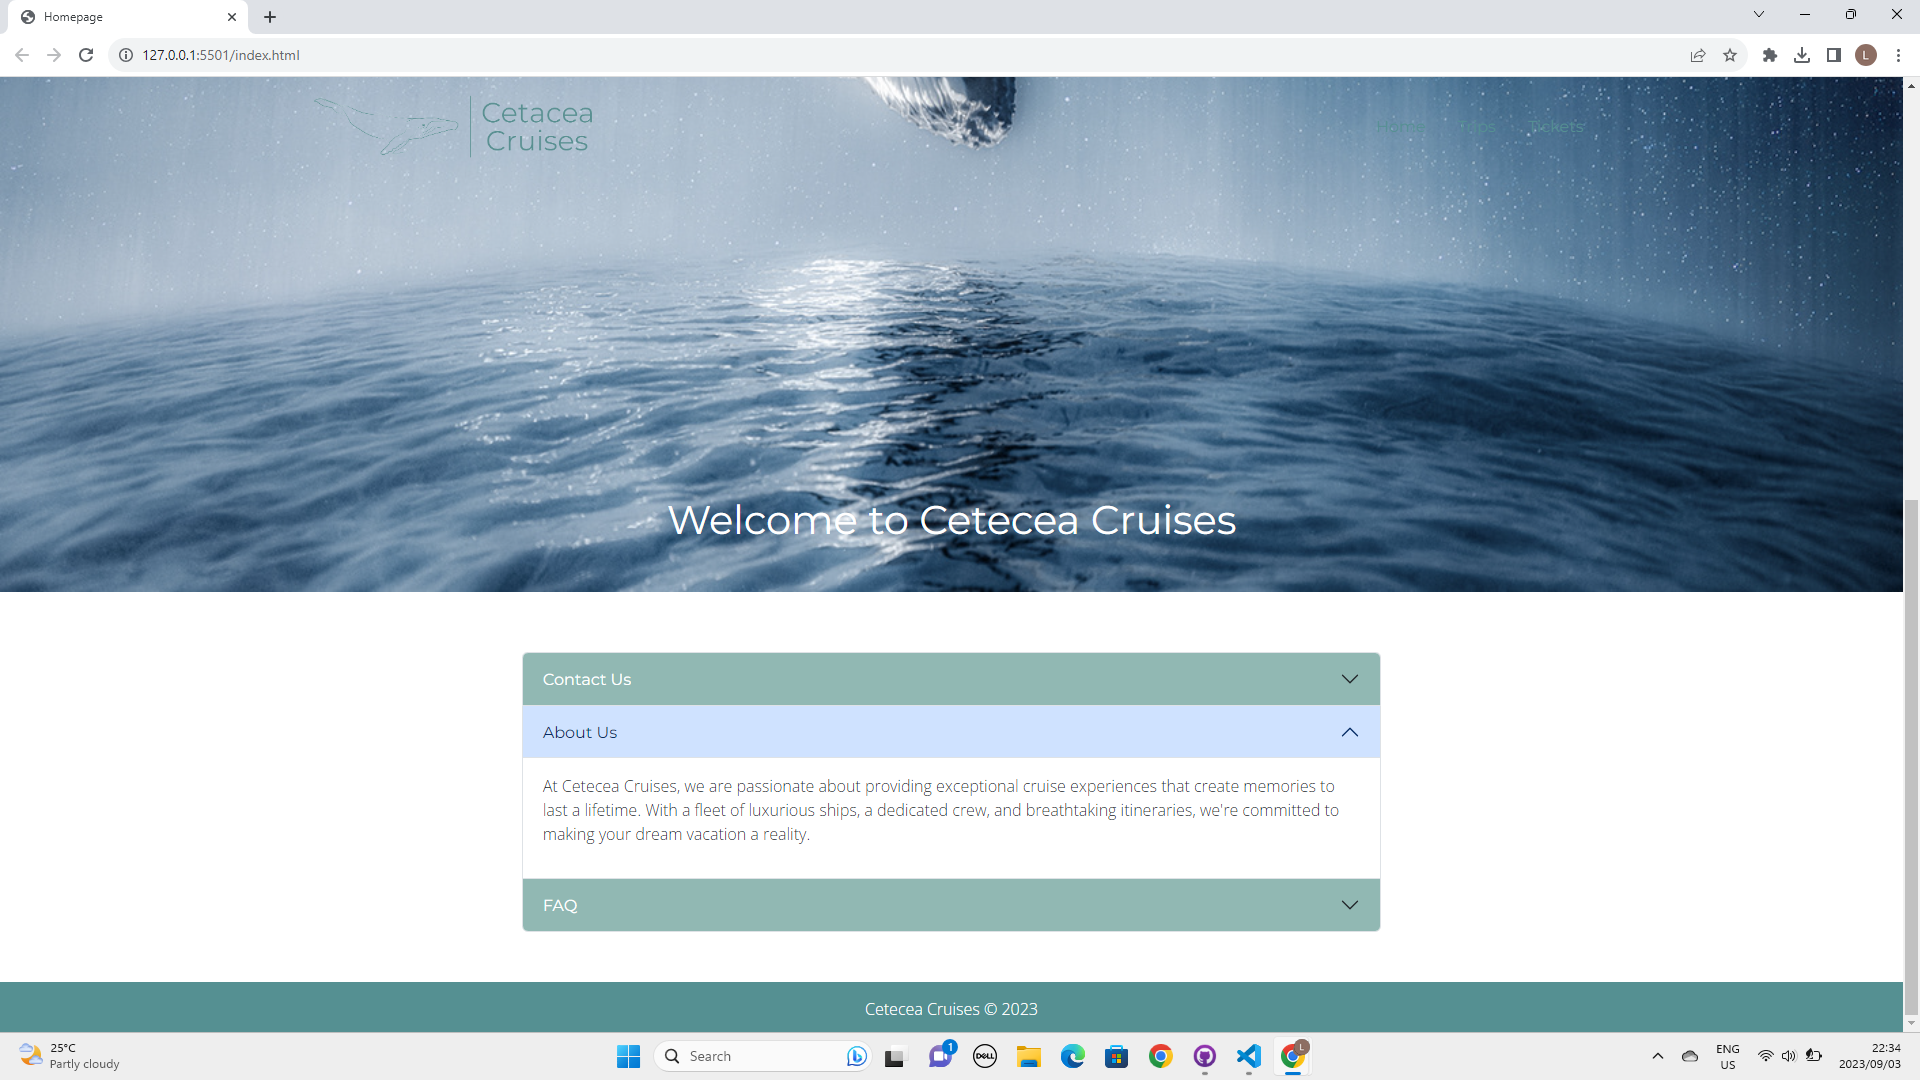 Homepage
127.0.0.1:5501/index.html
L
Cetacea
Cruises
Home
Trips
Tickets
Welcome to Cetecea Cruises
Contact Us
About Us
At Cetecea Cruises, we are passionate about providing exceptional cruise experiences that create memories to
last a lifetime. With a fleet of luxurious ships, a dedicated crew, and breathtaking itineraries, we're committed to
making your dream vacation a reality.
FAQ
Cetecea Cruises © 2023
25°C
Partly cloudy
Search
1
DELL
L
ENG
US
22:34
2023/09/03